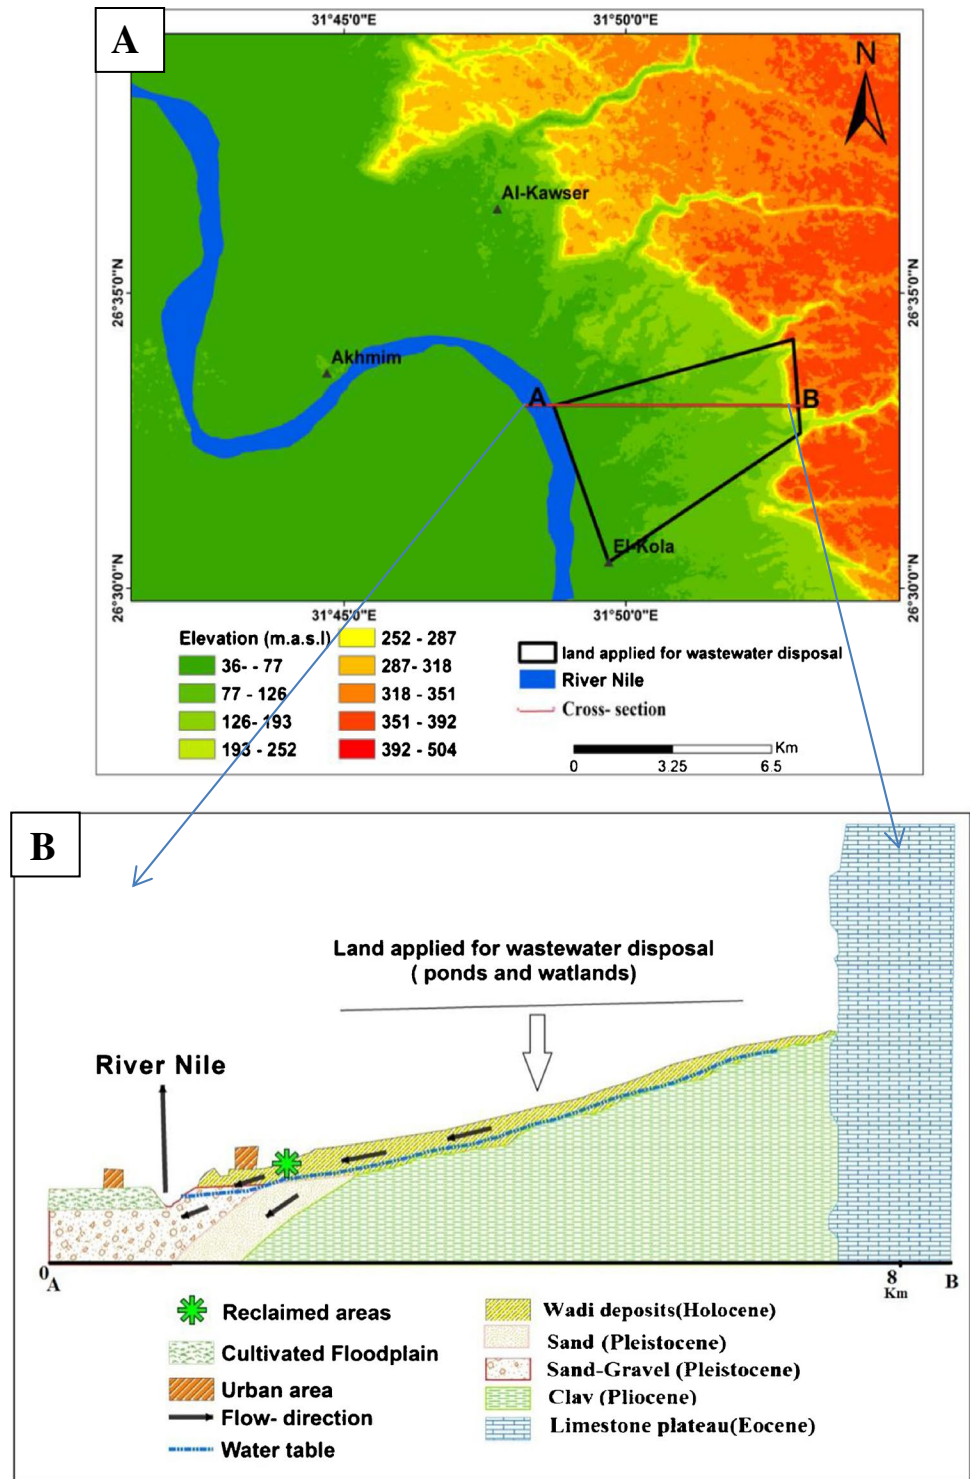 A
31°45'0"E
31°50'0"E
N
Al-Kawser
26°35'0"N
26°35'0"N
Akhmim
A
B
El-Kola
26°30'0"N
26°30'0"N
31°45'0"E
31°50'0"E
Elevation (m.a.s.l)
36- - 77
77 - 126
126- 193
193 - 252
252 - 287
287- 318
318 - 351
351 - 392
392 - 504
land applied for wastewater disposal
River Nile
Cross- section
Km
0 3.25 6.5
B
Land applied for wastewater disposal
( ponds and watlands)
River Nile
0
A
8
Km
B
Reclaimed areas
Cultivated Floodplain
Urban area
Flow- direction
Water table
Wadi deposits(Holocene)
Sand (Pleistocene)
Sand-Gravel (Pleistocene)
Clay (Pliocene)
Limestone plateau(Eocene)